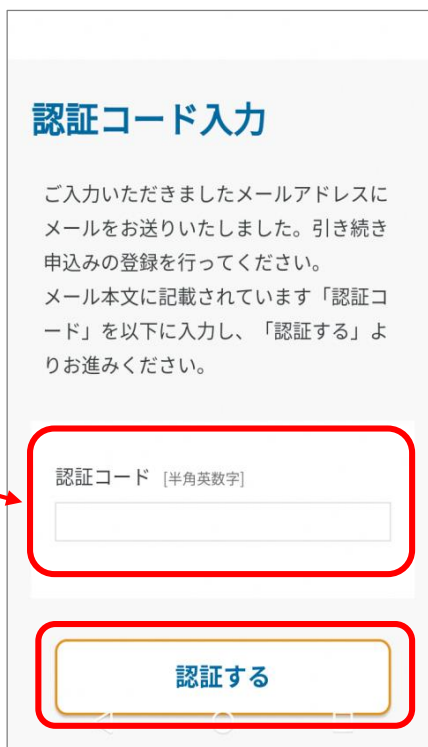 認証コード入力
ご入力いただきましたメールアドレスに
メールをお送りいたしました。引き続き
申込みの登録を行ってください。
メール本文に記載されています「認証コ
ード」を以下に入力し、「認証する」よ
りお進みください。
認証コード [半角英数字]
認証する